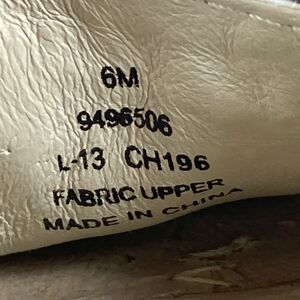 6M
9496506
L-13 CH196
FABRIC UPPER
MADE IN CHINA